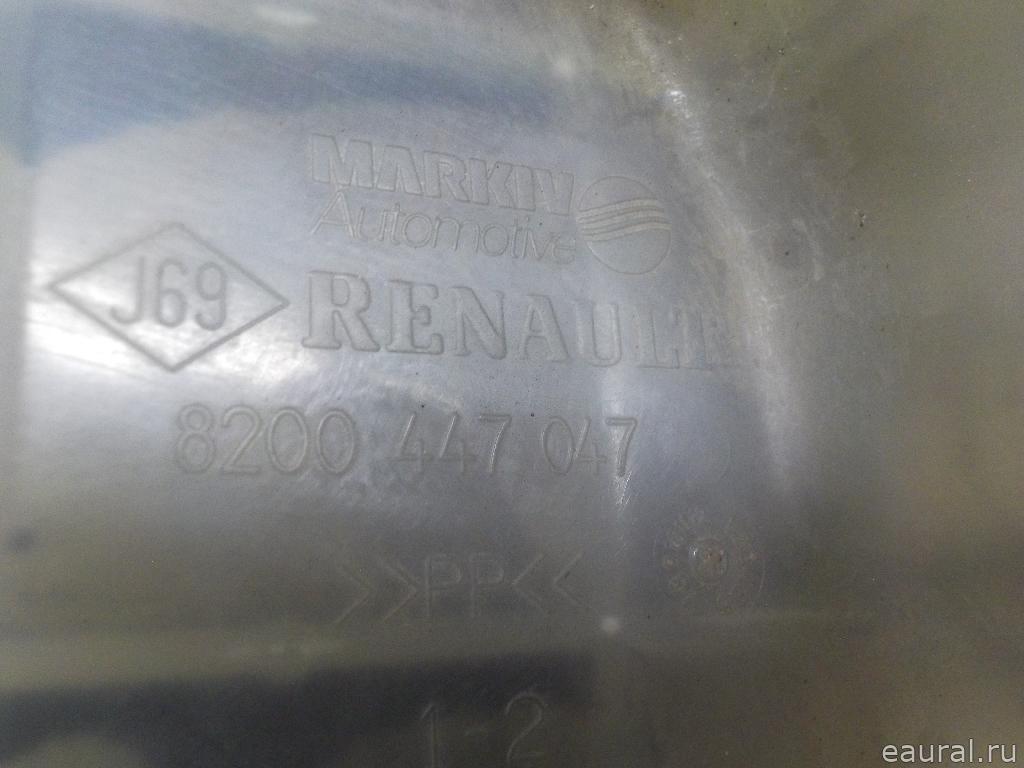 MARKIV
Automotive
J69
RENAULT
8200 447 047
>>PP<<
1-2
eaural.ru